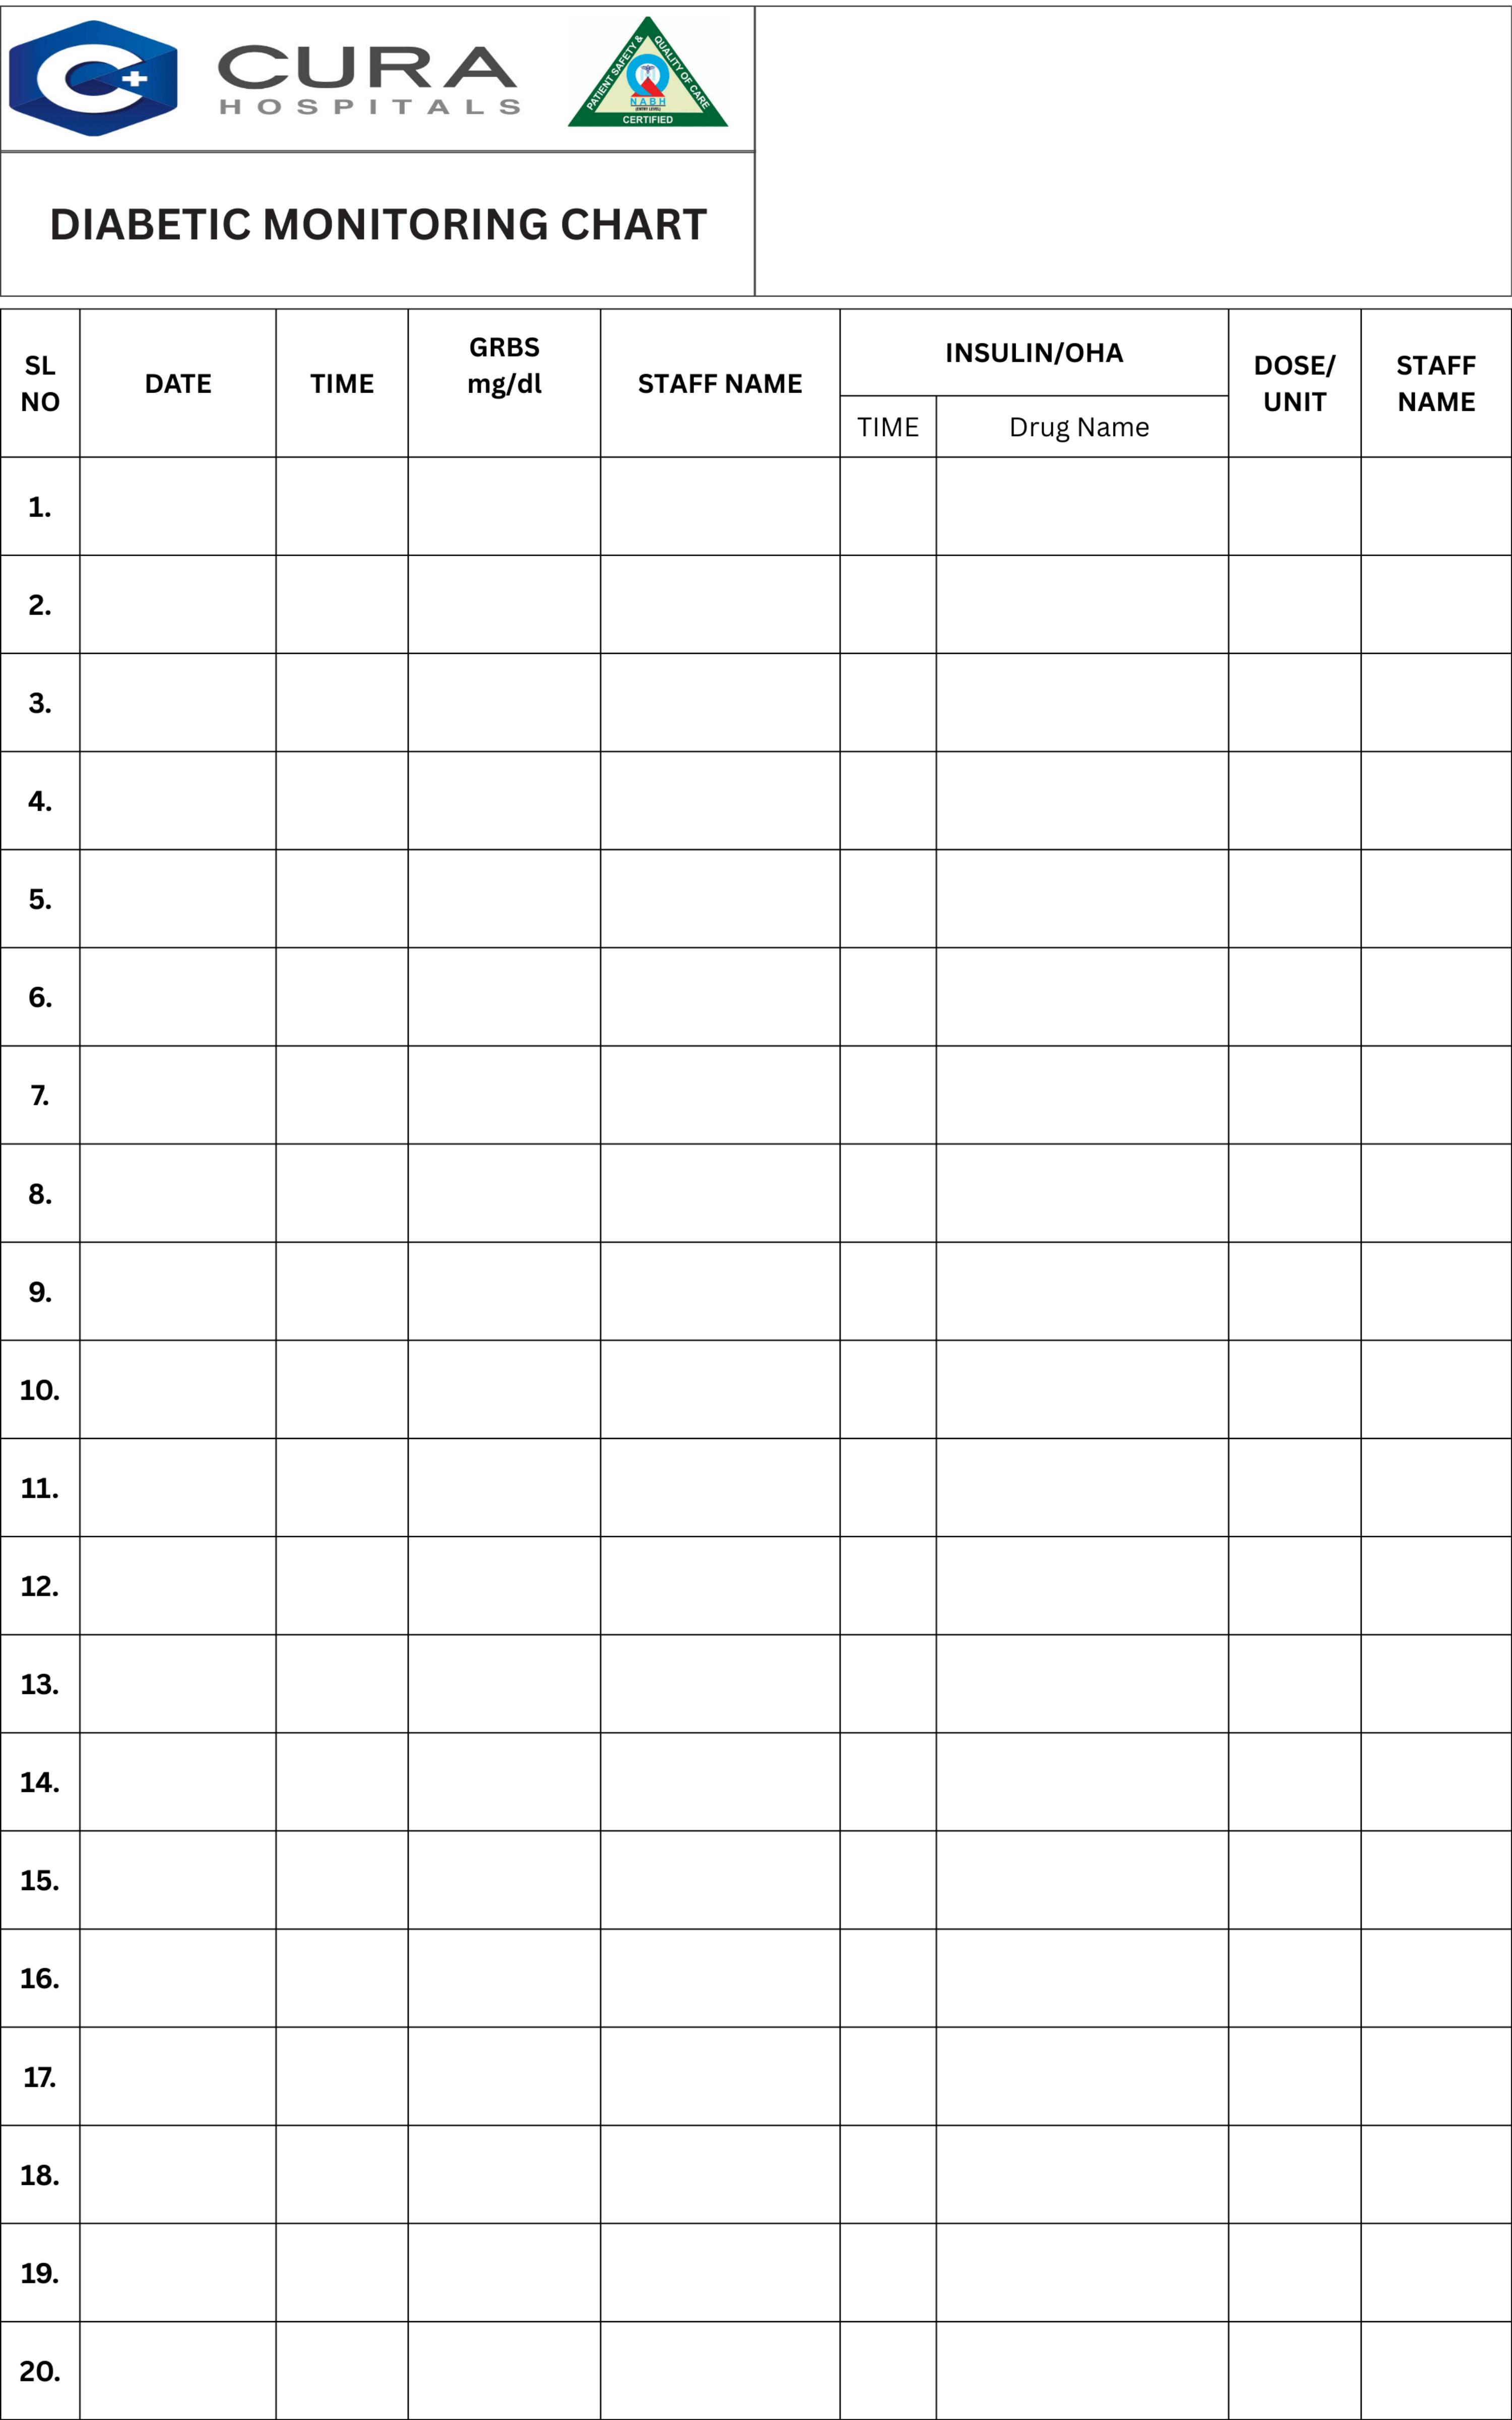 CURA
HOSPITALS
PATIENT SAFETY & QUALITY OF CARE
NABH
(ENTRY LEVEL)
CERTIFIED
DIABETIC MONITORING CHART
SL NO DATE TIME GRBS mg/dl STAFF NAME INSULIN/OHA DOSE/ UNIT STAFF NAME
TIME Drug Name
1.
2.
3.
4.
5.
6.
7.
8.
9.
10.
11.
12.
13.
14.
15.
16.
17.
18.
19.
20.